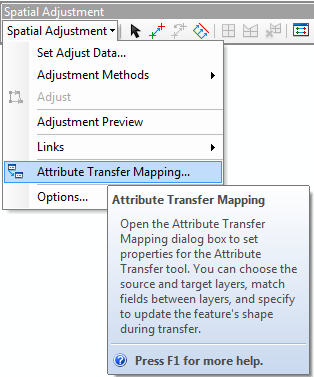 Spatial Adjustment
Spatial Adjustment
Set Adjust Data...
Adjustment Methods
Adjust
Adjustment Preview
Links
Attribute Transfer Mapping...
Options...
Attribute Transfer Mapping
Open the Attribute Transfer
Mapping dialog box to set
properties for the Attribute
Transfer tool. You can choose the
source and target layers, match
fields between layers, and specify
to update the feature's shape
during transfer.
Press F1 for more help.